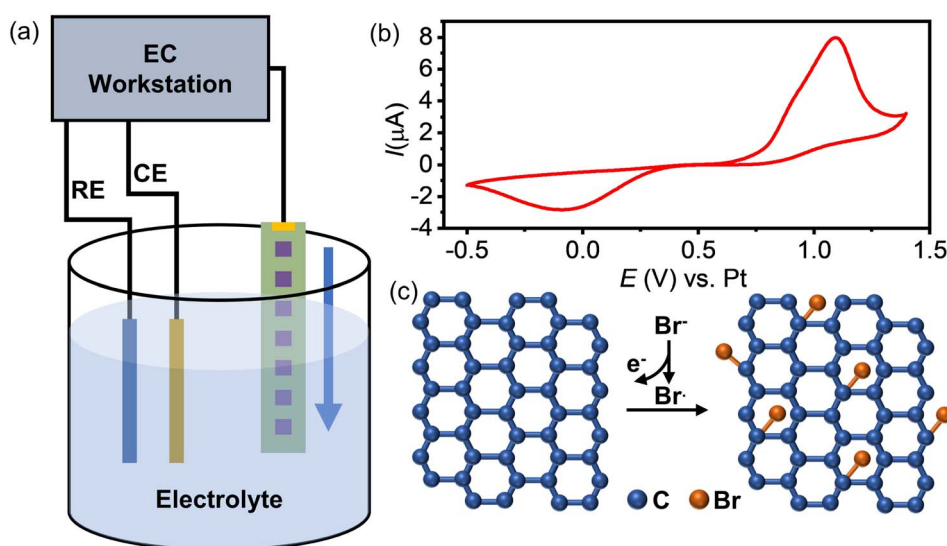 (a)
EC
Workstation
RE
CE
Electrolyte
(b)
I(μA)
8
6
4
2
0
-2
-4
-0.5
0.0
0.5
1.0
1.5
E (V) vs. Pt
(c)
Br⁻
e⁻
Br·
C
Br